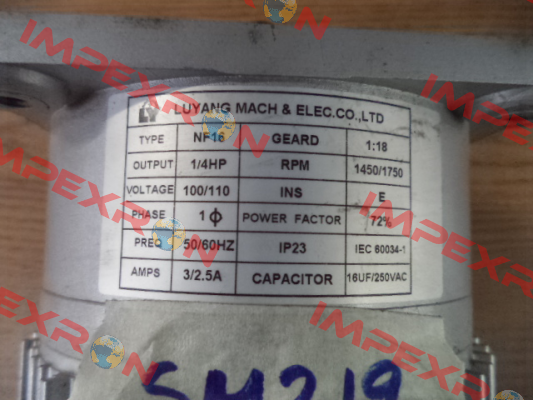 LUYANG MACH & ELEC.CO.,LTD
TYPE NF16 GEARD 1:18
OUTPUT 1/4HP RPM 1450/1750
VOLTAGE 100/110 INS E
PHASE 1 ϕ POWER FACTOR 72%
PREQ 50/60HZ IP23 IEC 60034-1
AMPS 3/2.5A CAPACITOR 16UF/250VAC
SM219
IMPEXRON
IMPEXRON
IMPEXRON
IMPEXRON